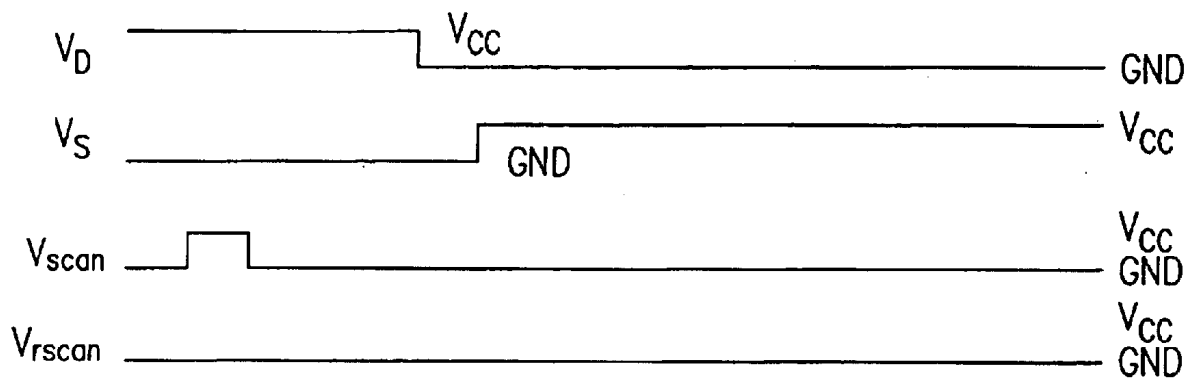 V_D V_CC GND
V_S GND V_CC
V_scan V_CC GND
V_rscan V_CC GND